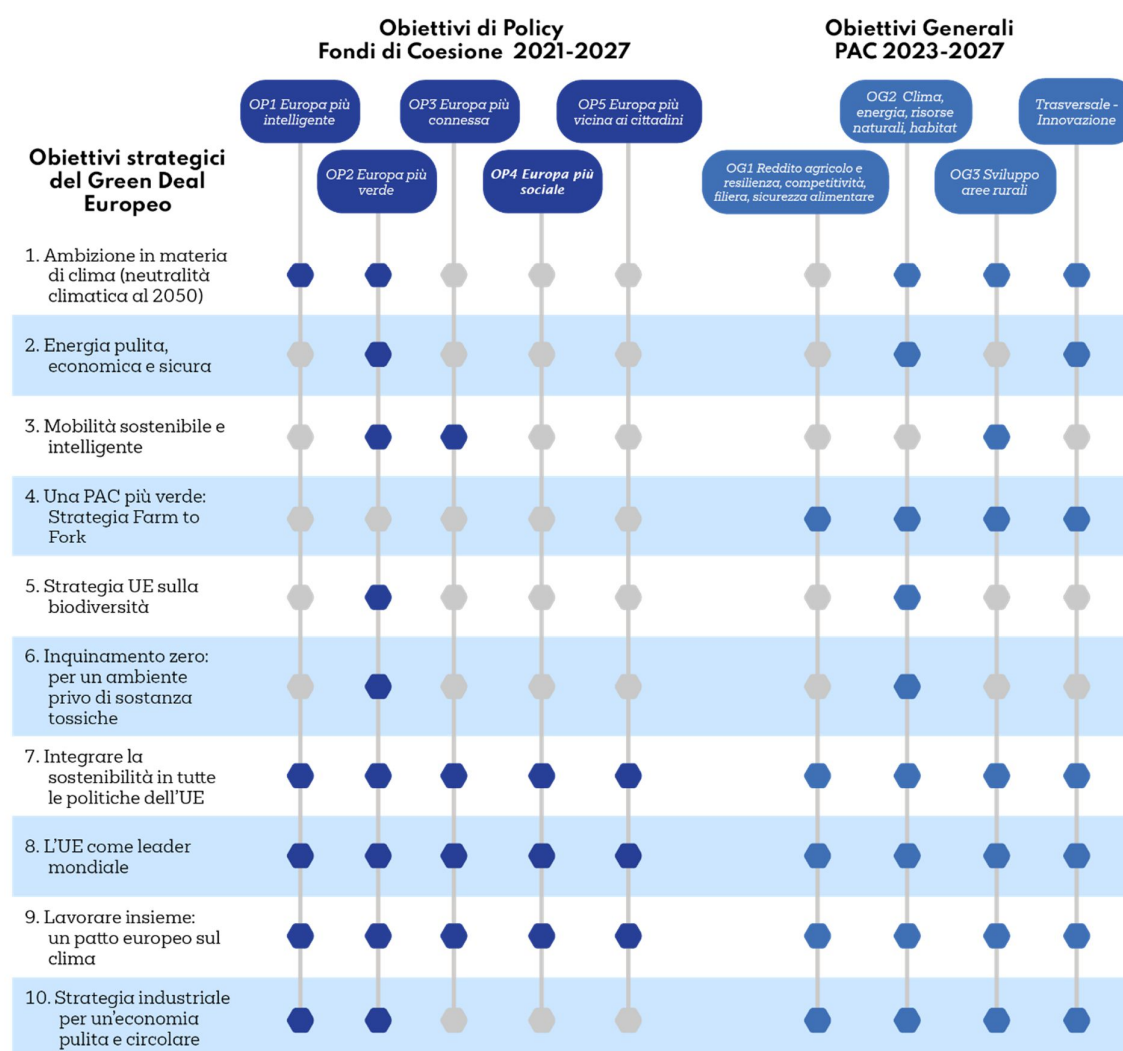 Obiettivi di Policy
Fondi di Coesione 2021-2027
Obiettivi Generali
PAC 2023-2027
OP1 Europa più
intelligente
OP3 Europa più
connessa
OP5 Europa più
vicina ai cittadini
OG2 Clima,
energia, risorse
naturali, habitat
Trasversale -
Innovazione
Obiettivi strategici
del Green Deal
Europeo
OP2 Europa più
verde
OP4 Europa più
sociale
OG1 Reddito agricolo e
resilienza, competitività,
filiera, sicurezza alimentare
OG3 Sviluppo
aree rurali
1. Ambizione in materia
di clima (neutralità
climatica al 2050)
2. Energia pulita,
economica e sicura
3. Mobilità sostenibile e
intelligente
4. Una PAC più verde:
Strategia Farm to
Fork
5. Strategia UE sulla
biodiversità
6. Inquinamento zero:
per un ambiente
privo di sostanza
tossiche
7. Integrare la
sostenibilità in tutte
le politiche dell'UE
8. L'UE come leader
mondiale
9. Lavorare insieme:
un patto europeo sul
clima
10. Strategia industriale
per un'economia
pulita e circolare